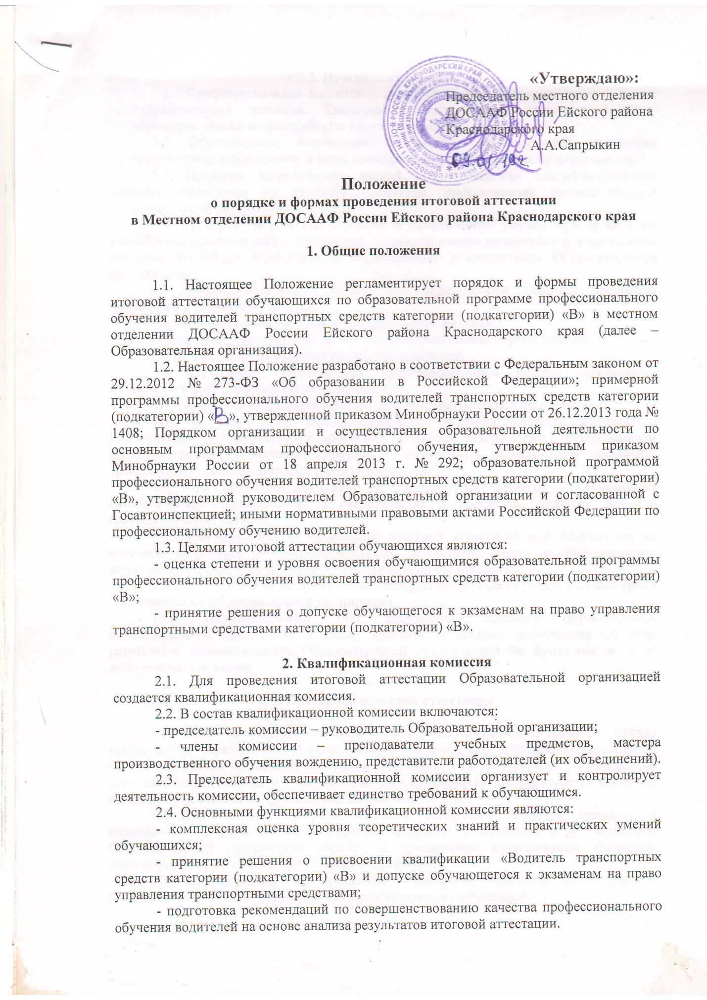 «Утверждаю»:
Председатель местного отделения
ДОСААФ России Ейского района
Краснодарского края
А.А.Сапрыкин
Положение
о порядке и формах проведения итоговой аттестации
в Местном отделении ДОСААФ России Ейского района Краснодарского края
1. Общие положения
1.1. Настоящее Положение регламентирует порядок и формы проведения
итоговой аттестации обучающихся по образовательной программе профессионального
обучения водителей транспортных средств категории (подкатегории) «В» в местном
отделении ДОСААФ России Ейского района Краснодарского края (далее –
Образовательная организация).
1.2. Настоящее Положение разработано в соответствии с Федеральным законом от
29.12.2012 № 273-ФЗ «Об образовании в Российской Федерации»; примерной
программы профессионального обучения водителей транспортных средств категории
(подкатегории) «В», утвержденной приказом Минобрнауки России от 26.12.2013 года №
1408; Порядком организации и осуществления образовательной деятельности по
основным программам профессионального обучения, утвержденным приказом
Минобрнауки России от 18 апреля 2013 г. № 292; образовательной программой
профессионального обучения водителей транспортных средств категории (подкатегории)
«В», утвержденной руководителем Образовательной организации и согласованной с
Госавтоинспекцией; иными нормативными правовыми актами Российской Федерации по
профессиональному обучению водителей.
1.3. Целями итоговой аттестации обучающихся являются:
- оценка степени и уровня освоения обучающимися образовательной программы
профессионального обучения водителей транспортных средств категории (подкатегории)
«В»;
- принятие решения о допуске обучающегося к экзаменам на право управления
транспортными средствами категории (подкатегории) «В».
2. Квалификационная комиссия
2.1. Для проведения итоговой аттестации Образовательной организацией
создается квалификационная комиссия.
2.2. В состав квалификационной комиссии включаются:
- председатель комиссии – руководитель Образовательной организации;
- члены комиссии – преподаватели учебных предметов, мастера
производственного обучения вождению, представители работодателей (их объединений).
2.3. Председатель квалификационной комиссии организует и контролирует
деятельность комиссии, обеспечивает единство требований к обучающимся.
2.4. Основными функциями квалификационной комиссии являются:
- комплексная оценка уровня теоретических знаний и практических умений
обучающихся;
- принятие решения о присвоении квалификации «Водитель транспортных
средств категории (подкатегории) «В» и допуске обучающегося к экзаменам на право
управления транспортными средствами;
- подготовка рекомендаций по совершенствованию качества профессионального
обучения водителей на основе анализа результатов итоговой аттестации.